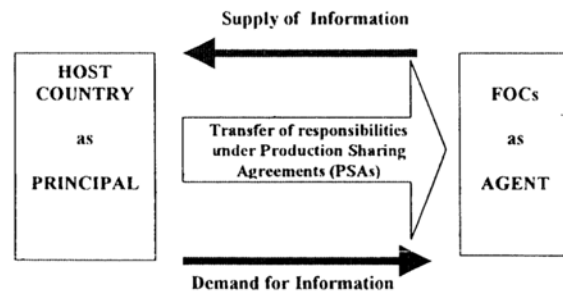 Supply of Information
HOST
COUNTRY
as
PRINCIPAL
Transfer of responsibilities
under Production Sharing
Agreements (PSAs)
FOCs
as
AGENT
Demand for Information